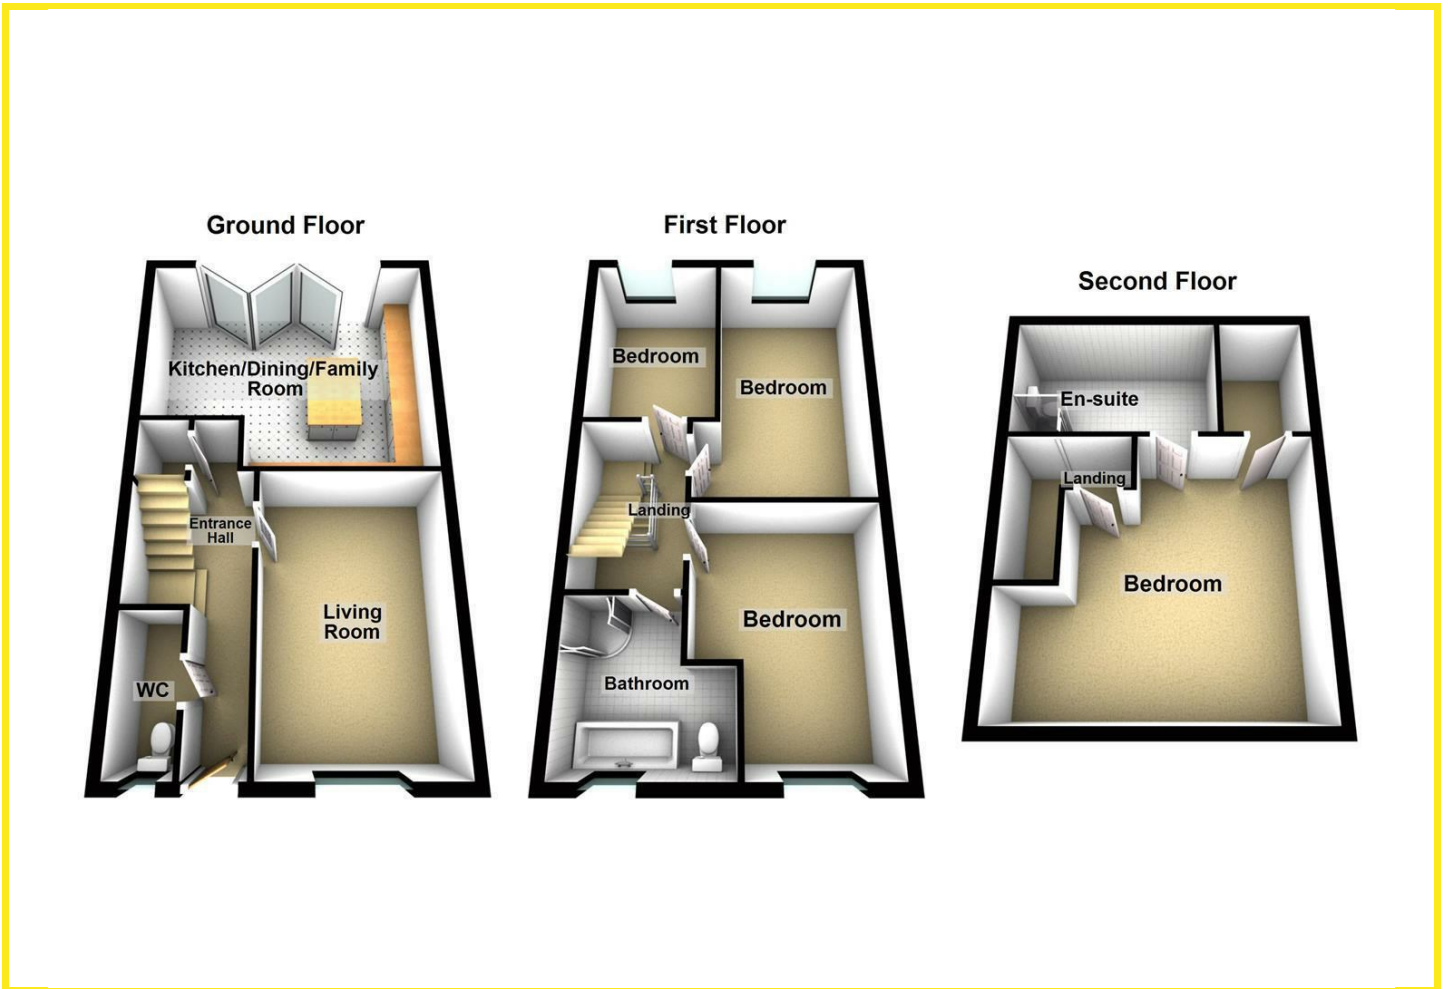 Ground Floor
Kitchen/Dining/Family
Room
Entrance
Hall
Living
Room
WC
First Floor
Bedroom
Bedroom
Landing
Bedroom
Bathroom
Second Floor
En-suite
Landing
Bedroom